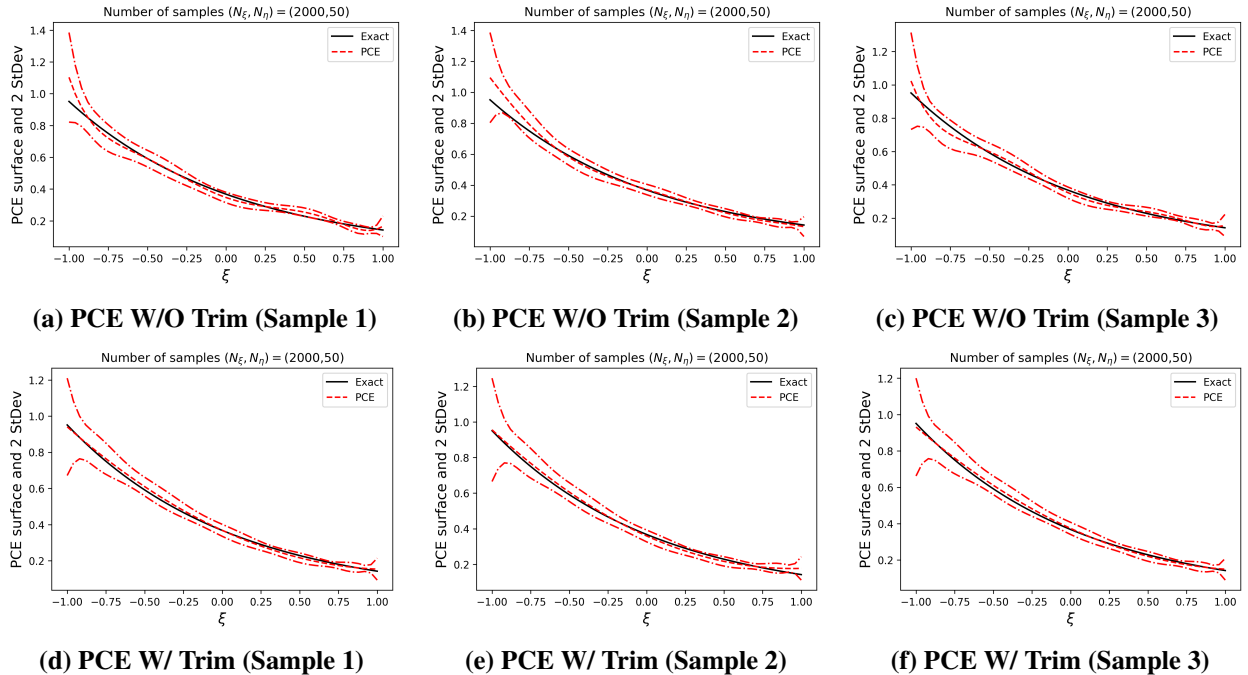 Number of samples (Nξ, Nη) = (2000,50)
PCE surface and 2 StDev
1.4
1.2
1.0
0.8
0.6
0.4
0.2
Exact
PCE
−1.00 −0.75 −0.50 −0.25 0.00 0.25 0.50 0.75 1.00
ξ
(a) PCE W/O Trim (Sample 1)
Number of samples (Nξ, Nη) = (2000,50)
PCE surface and 2 StDev
1.4
1.2
1.0
0.8
0.6
0.4
0.2
Exact
PCE
−1.00 −0.75 −0.50 −0.25 0.00 0.25 0.50 0.75 1.00
ξ
(b) PCE W/O Trim (Sample 2)
Number of samples (Nξ, Nη) = (2000,50)
PCE surface and 2 StDev
1.2
1.0
0.8
0.6
0.4
0.2
Exact
PCE
−1.00 −0.75 −0.50 −0.25 0.00 0.25 0.50 0.75 1.00
ξ
(c) PCE W/O Trim (Sample 3)
Number of samples (Nξ, Nη) = (2000,50)
PCE surface and 2 StDev
1.2
1.0
0.8
0.6
0.4
0.2
Exact
PCE
−1.00 −0.75 −0.50 −0.25 0.00 0.25 0.50 0.75 1.00
ξ
(d) PCE W/ Trim (Sample 1)
Number of samples (Nξ, Nη) = (2000,50)
PCE surface and 2 StDev
1.2
1.0
0.8
0.6
0.4
0.2
Exact
PCE
−1.00 −0.75 −0.50 −0.25 0.00 0.25 0.50 0.75 1.00
ξ
(e) PCE W/ Trim (Sample 2)
Number of samples (Nξ, Nη) = (2000,50)
PCE surface and 2 StDev
1.2
1.0
0.8
0.6
0.4
0.2
Exact
PCE
−1.00 −0.75 −0.50 −0.25 0.00 0.25 0.50 0.75 1.00
ξ
(f) PCE W/ Trim (Sample 3)